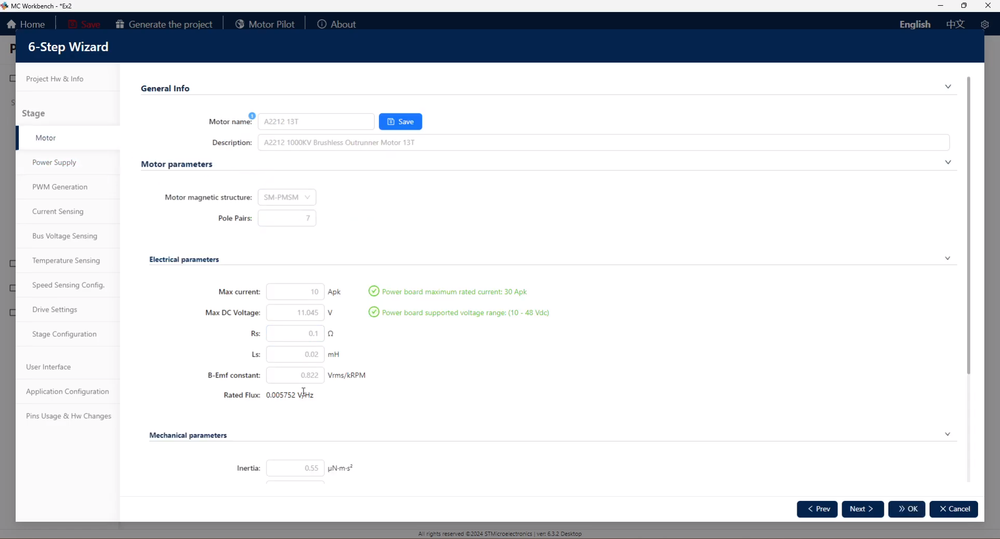 MC Workbench - *Ex2
Home Save Generate the project Motor Pilot About English 中文
6-Step Wizard
Project Hw & Info
Stage
Motor
Power Supply
PWM Generation
Current Sensing
Bus Voltage Sensing
Temperature Sensing
Speed Sensing Config.
Drive Settings
Stage Configuration
User Interface
Application Configuration
Pins Usage & Hw Changes
General Info
Motor name: 1 A2212 13T Save
Description: A2212 1000KV Brushless Outrunner Motor 13T
Motor parameters
Motor magnetic structure: SM-PMSM
Pole Pairs: 7
Electrical parameters
Max current: 10 Apk Power board maximum rated current: 30 Apk
Max DC Voltage: 11.045 V Power board supported voltage range: (10 - 48 Vdc)
Rs: 0.1 Ω
Ls: 0.02 mH
B-Emf constant: 0.822 Vrms/kRPM
Rated Flux: 0.005752 V/Hz
Mechanical parameters
Inertia: 0.55 µN·m·s²
< Prev Next > >> OK × Cancel
All rights reserved ©2024 STMicroelectronics | ver: 6.3.2 Desktop